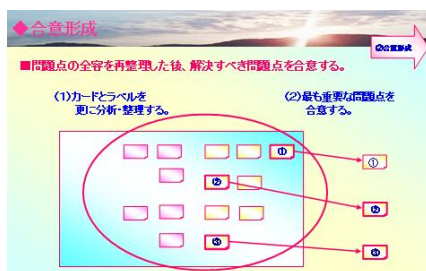 ◆合意形成
②合意形成
■問題点の全容を再整理した後、解決すべき問題点を合意する。
(1)カードとラベルを
更に分析・整理する。
(2)最も重要な問題点を
合意する。
①
①
②
②
③
③